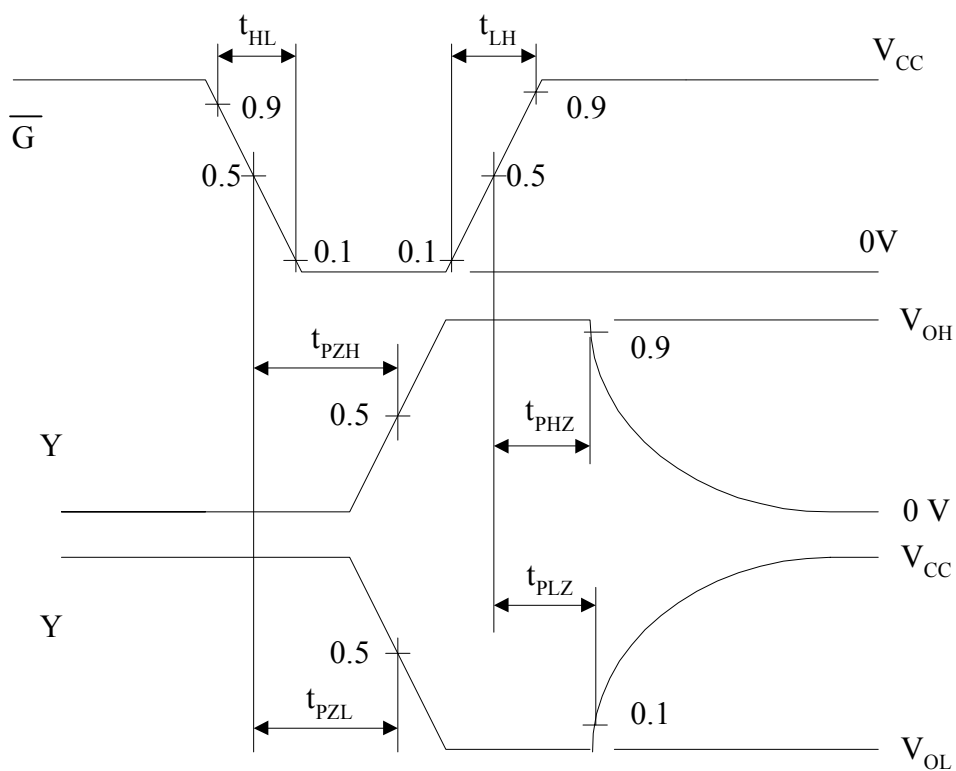 t_HL t_LH V_CC
0.9 0.9
G̅
0.5 0.5
0.1 0.1 0V
V_OH
t_PZH 0.9
0.5 t_PHZ
Y
0 V
V_CC
t_PLZ
Y
0.5
t_PZL 0.1
V_OL